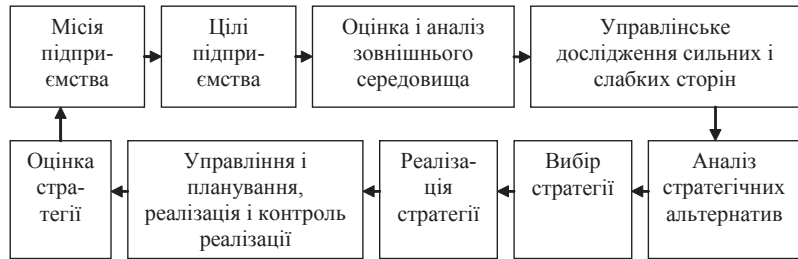 Місія
підпри-
ємства
Цілі
підпри-
ємства
Оцінка і аналіз
зовнішнього
середовища
Управлінське
дослідження сильних і
слабких сторін
Оцінка
стра-
тегії
Управління і
планування,
реалізація і контроль
реалізації
Реаліза-
ція
стратегії
Вибір
стратегії
Аналіз
стратегічних
альтернатив